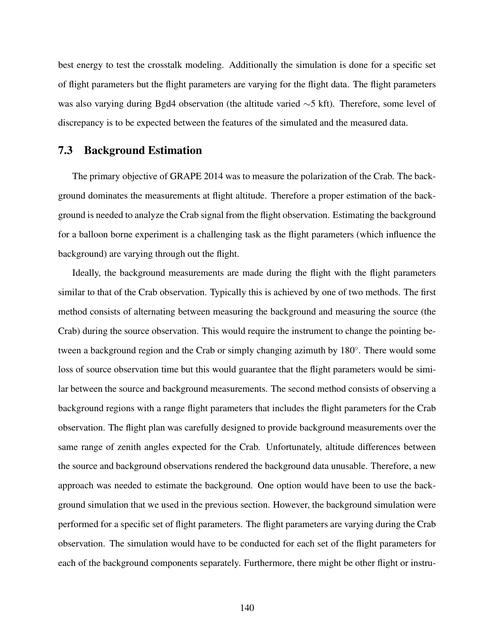 best energy to test the crosstalk modeling. Additionally the simulation is done for a specific set
of flight parameters but the flight parameters are varying for the flight data. The flight parameters
was also varying during Bgd4 observation (the altitude varied ∼5 kft). Therefore, some level of
discrepancy is to be expected between the features of the simulated and the measured data.
7.3 Background Estimation
The primary objective of GRAPE 2014 was to measure the polarization of the Crab. The back-
ground dominates the measurements at flight altitude. Therefore a proper estimation of the back-
ground is needed to analyze the Crab signal from the flight observation. Estimating the background
for a balloon borne experiment is a challenging task as the flight parameters (which influence the
background) are varying through out the flight.
Ideally, the background measurements are made during the flight with the flight parameters
similar to that of the Crab observation. Typically this is achieved by one of two methods. The first
method consists of alternating between measuring the background and measuring the source (the
Crab) during the source observation. This would require the instrument to change the pointing be-
tween a background region and the Crab or simply changing azimuth by 180°. There would some
loss of source observation time but this would guarantee that the flight parameters would be simi-
lar between the source and background measurements. The second method consists of observing a
background regions with a range flight parameters that includes the flight parameters for the Crab
observation. The flight plan was carefully designed to provide background measurements over the
same range of zenith angles expected for the Crab. Unfortunately, altitude differences between
the source and background observations rendered the background data unusable. Therefore, a new
approach was needed to estimate the background. One option would have been to use the back-
ground simulation that we used in the previous section. However, the background simulation were
performed for a specific set of flight parameters. The flight parameters are varying during the Crab
observation. The simulation would have to be conducted for each set of the flight parameters for
each of the background components separately. Furthermore, there might be other flight or instru-
140